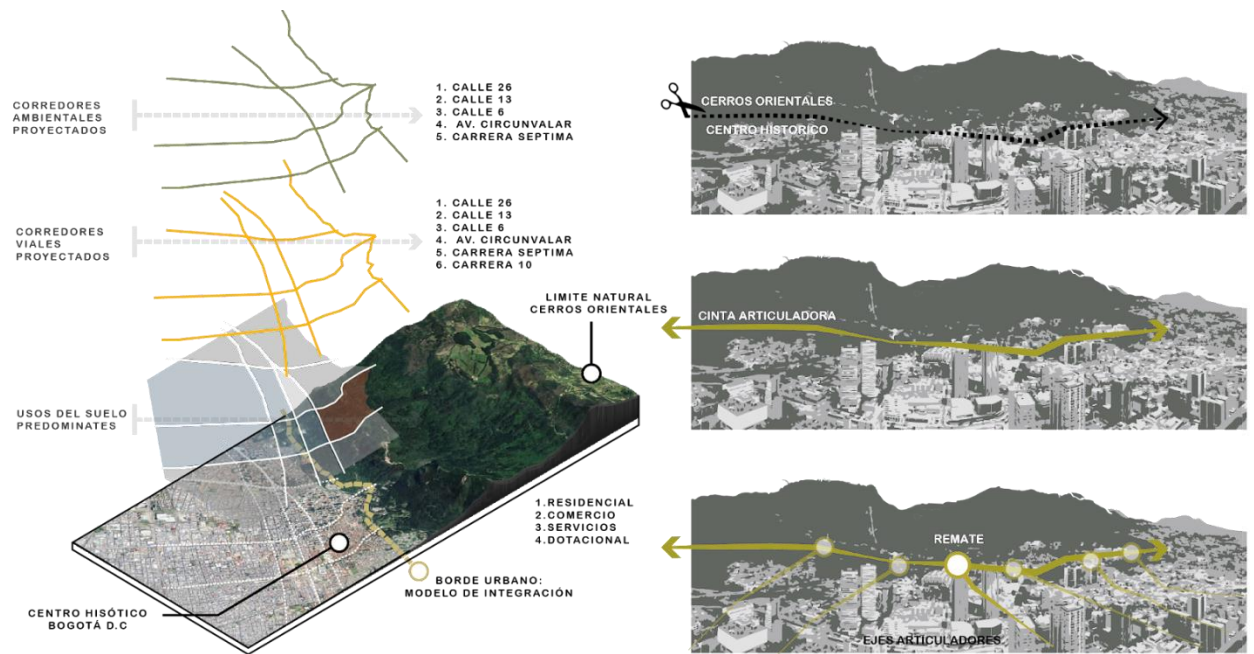 CORREDORES
AMBIENTALES
PROYECTADOS
1. CALLE 26
2. CALLE 13
3. CALLE 6
4. AV. CIRCUNVALAR
5. CARRERA SEPTIMA
CORREDORES
VIALES
PROYECTADOS
1. CALLE 26
2. CALLE 13
3. CALLE 6
4. AV. CIRCUNVALAR
5. CARRERA SEPTIMA
6. CARRERA 10
LIMITE NATURAL
CERROS ORIENTALES
USOS DEL SUELO
PREDOMINATES
1.RESIDENCIAL
2.COMERCIO
3.SERVICIOS
4.DOTACIONAL
BORDE URBANO:
MODELO DE INTEGRACIÓN
CENTRO HISÓTICO
BOGOTÁ D.C
CERROS ORIENTALES
CENTRO HISTORICO
CINTA ARTICULADORA
REMATE
EJES ARTICULADORES